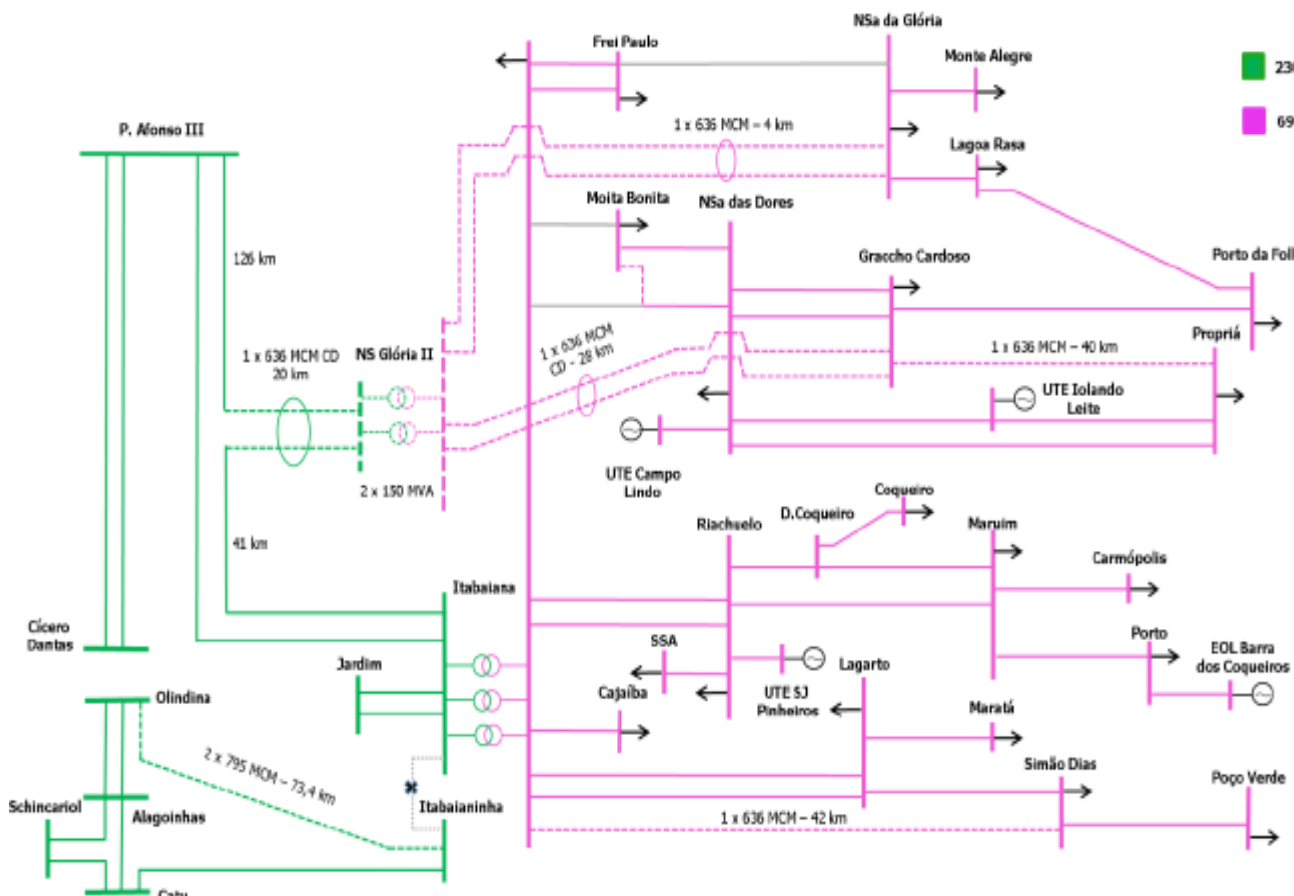 Frei Paulo
NSa da Glória
Monte Alegre
230
69
P. Afonso III
1 x 636 MCM – 4 km
Lagoa Rasa
Moita Bonita
NSa das Dores
Graccho Cardoso
Porto da Foll
126 km
1 x 636 MCM CD
20 km
NS Glória II
1 x 636 MCM
CD - 28 km
1 x 636 MCM – 40 km
Propriá
UTE Iolando
Leite
UTE Campo
Lindo
2 x 150 MVA
41 km
Riachuelo
D.Coqueiro
Coqueiro
Maruim
Carmópolis
Itabaiana
Cícero
Dantas
SSA
Porto
EOL Barra
dos Coqueiros
Jardim
Cajaíba
UTE SJ
Pinheiros
Lagarto
Maratá
Olindina
2 x 795 MCM – 73,4 km
Simão Dias
Poço Verde
Schincariol
Alagoinhas
Itabaianinha
1 x 636 MCM – 42 km
Catu